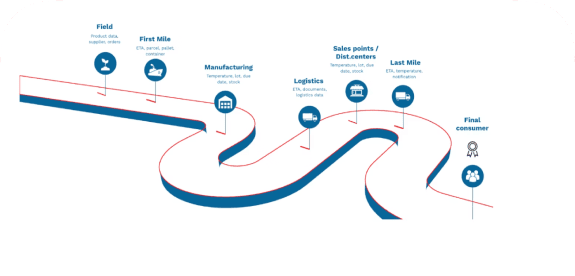 Field
Product data,
supplies, orders
First Mile
ETA, parcel, pallet,
container
Manufacturing
Temperature, lot, due
date, stock
Logistics
ETA, documents,
logistics data
Sales points /
Dist.centers
Temperature, lot, due
date, stock
Last Mile
ETA, temperature,
notification
Final
consumer